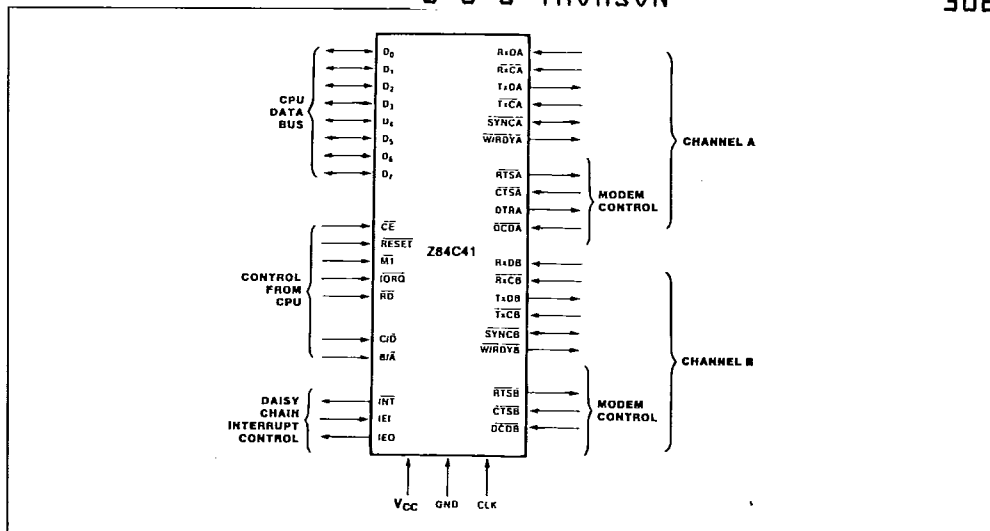 D0
D1
D2
D3
D4
D5
D6
D7
CPU
DATA
BUS
CE
RESET
M1
IORQ
RD
C/D
B/A
CONTROL
FROM
CPU
INT
IEI
IEO
DAISY
CHAIN
INTERRUPT
CONTROL
Z84C41
RxDA
RxCA
TxDA
TxCA
SYNCA
W/RDYA
RTSA
CTSA
DTRA
DCDA
MODEM
CONTROL
CHANNEL A
RxDB
RxCB
TxDB
TxCB
SYNCB
W/RDYB
RTSB
CTSB
DCDB
MODEM
CONTROL
CHANNEL B
VCC GND CLK